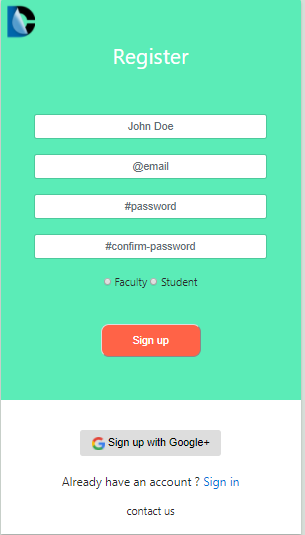 Register
John Doe
@email
#password
#confirm-password
Faculty Student
Sign up
Sign up with Google+
Already have an account ? Sign in
contact us